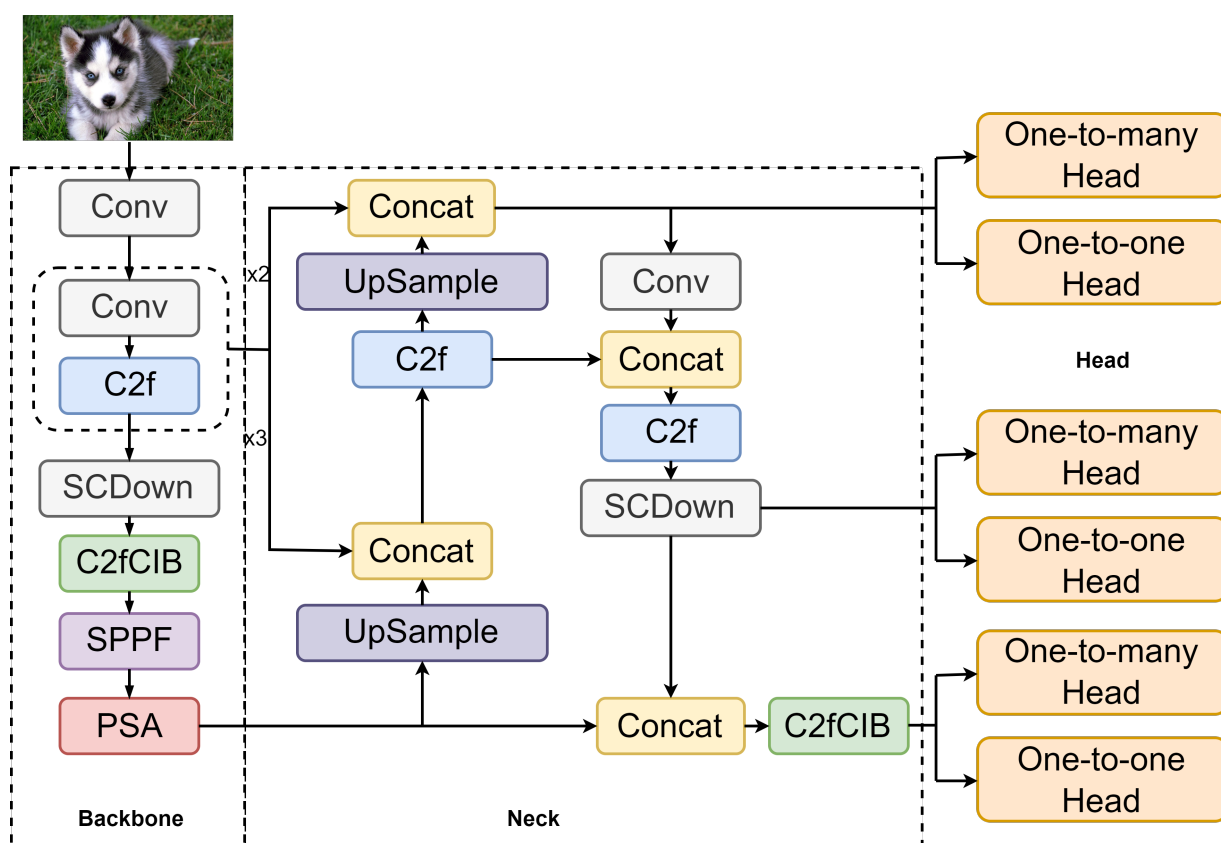 Conv
Conv
C2f
SCDown
C2fCIB
SPPF
PSA
Backbone
x2
x3
Concat
UpSample
C2f
Concat
UpSample
Conv
Concat
C2f
SCDown
Concat
C2fCIB
Neck
One-to-many
Head
One-to-one
Head
Head
One-to-many
Head
One-to-one
Head
One-to-many
Head
One-to-one
Head